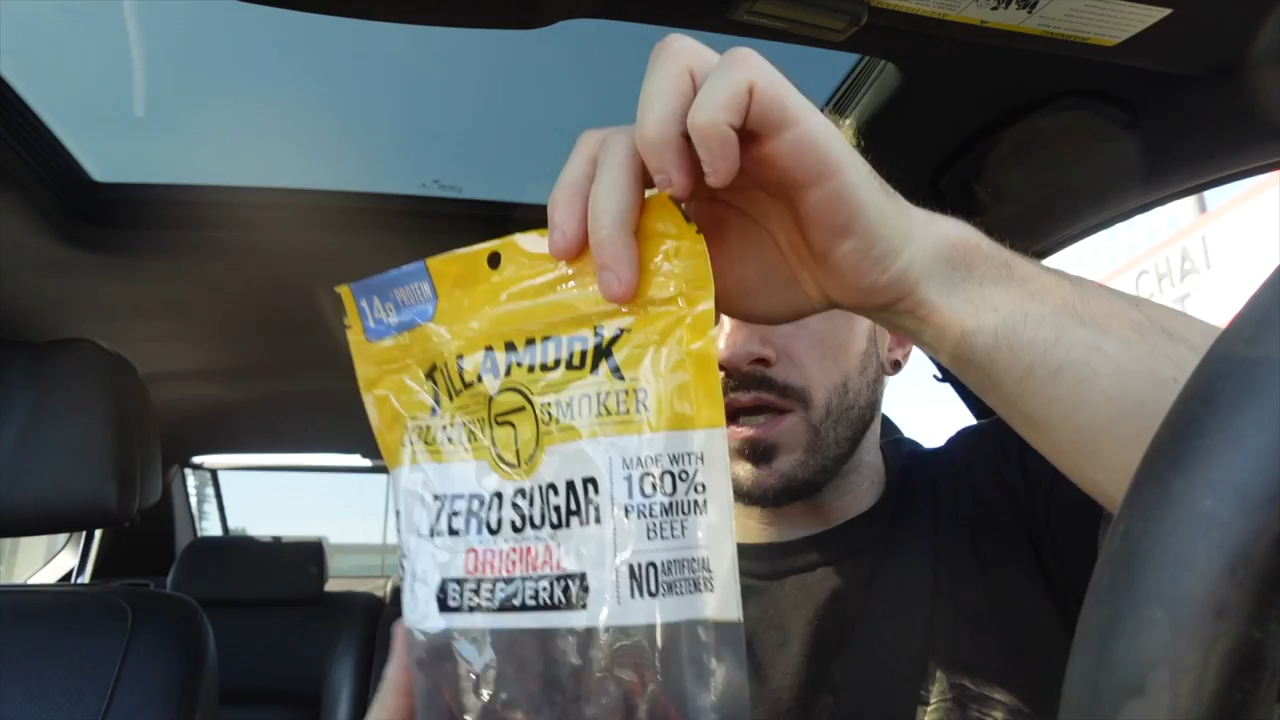 14g PROTEIN
TILLAMOOK
COUNTRY SMOKER
ZERO SUGAR
ORIGINAL
BEEF JERKY
MADE WITH
100%
PREMIUM
BEEF
NO ARTIFICIAL
SWEETENERS
CHAI
WARNING